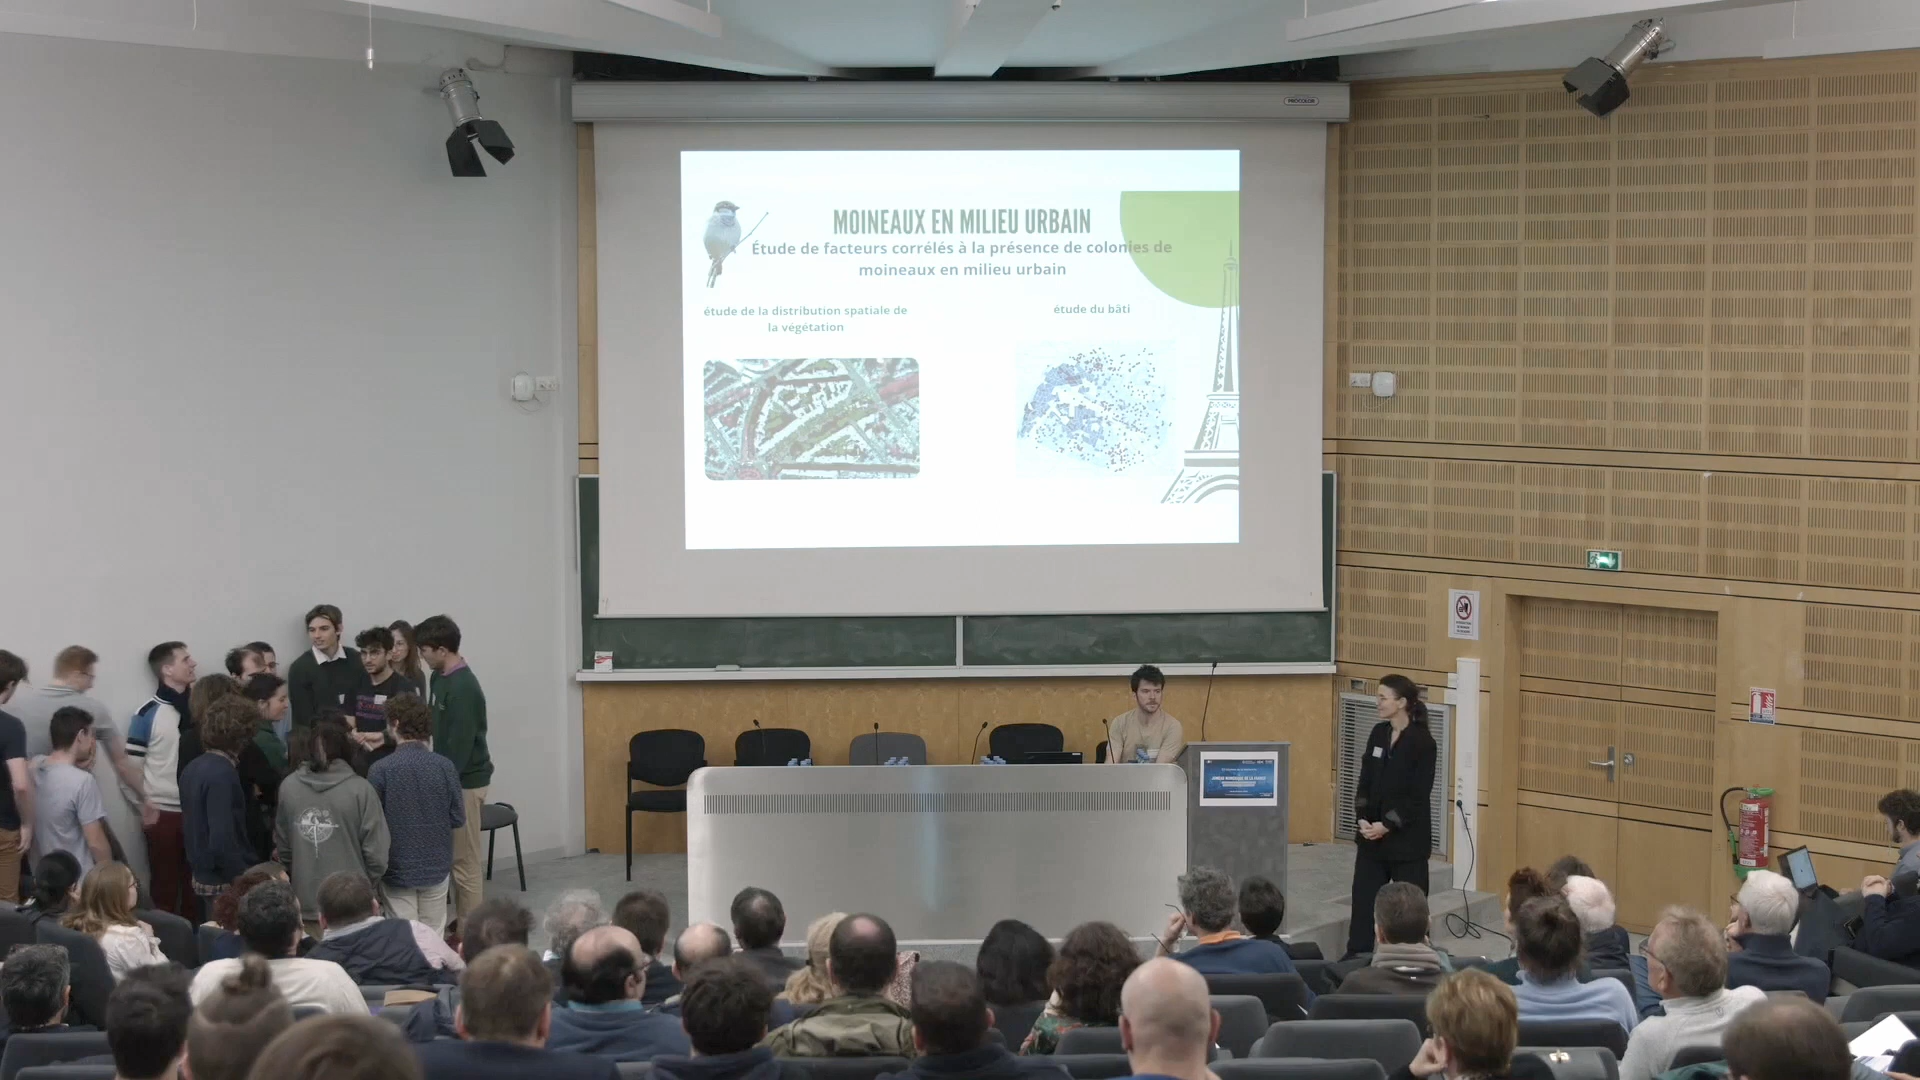 PROCOLOR
MOINEAUX EN MILIEU URBAIN
Étude de facteurs corrélés à la présence de colonies de
moineaux en milieu urbain
étude de la distribution spatiale de
la végétation
étude du bâti